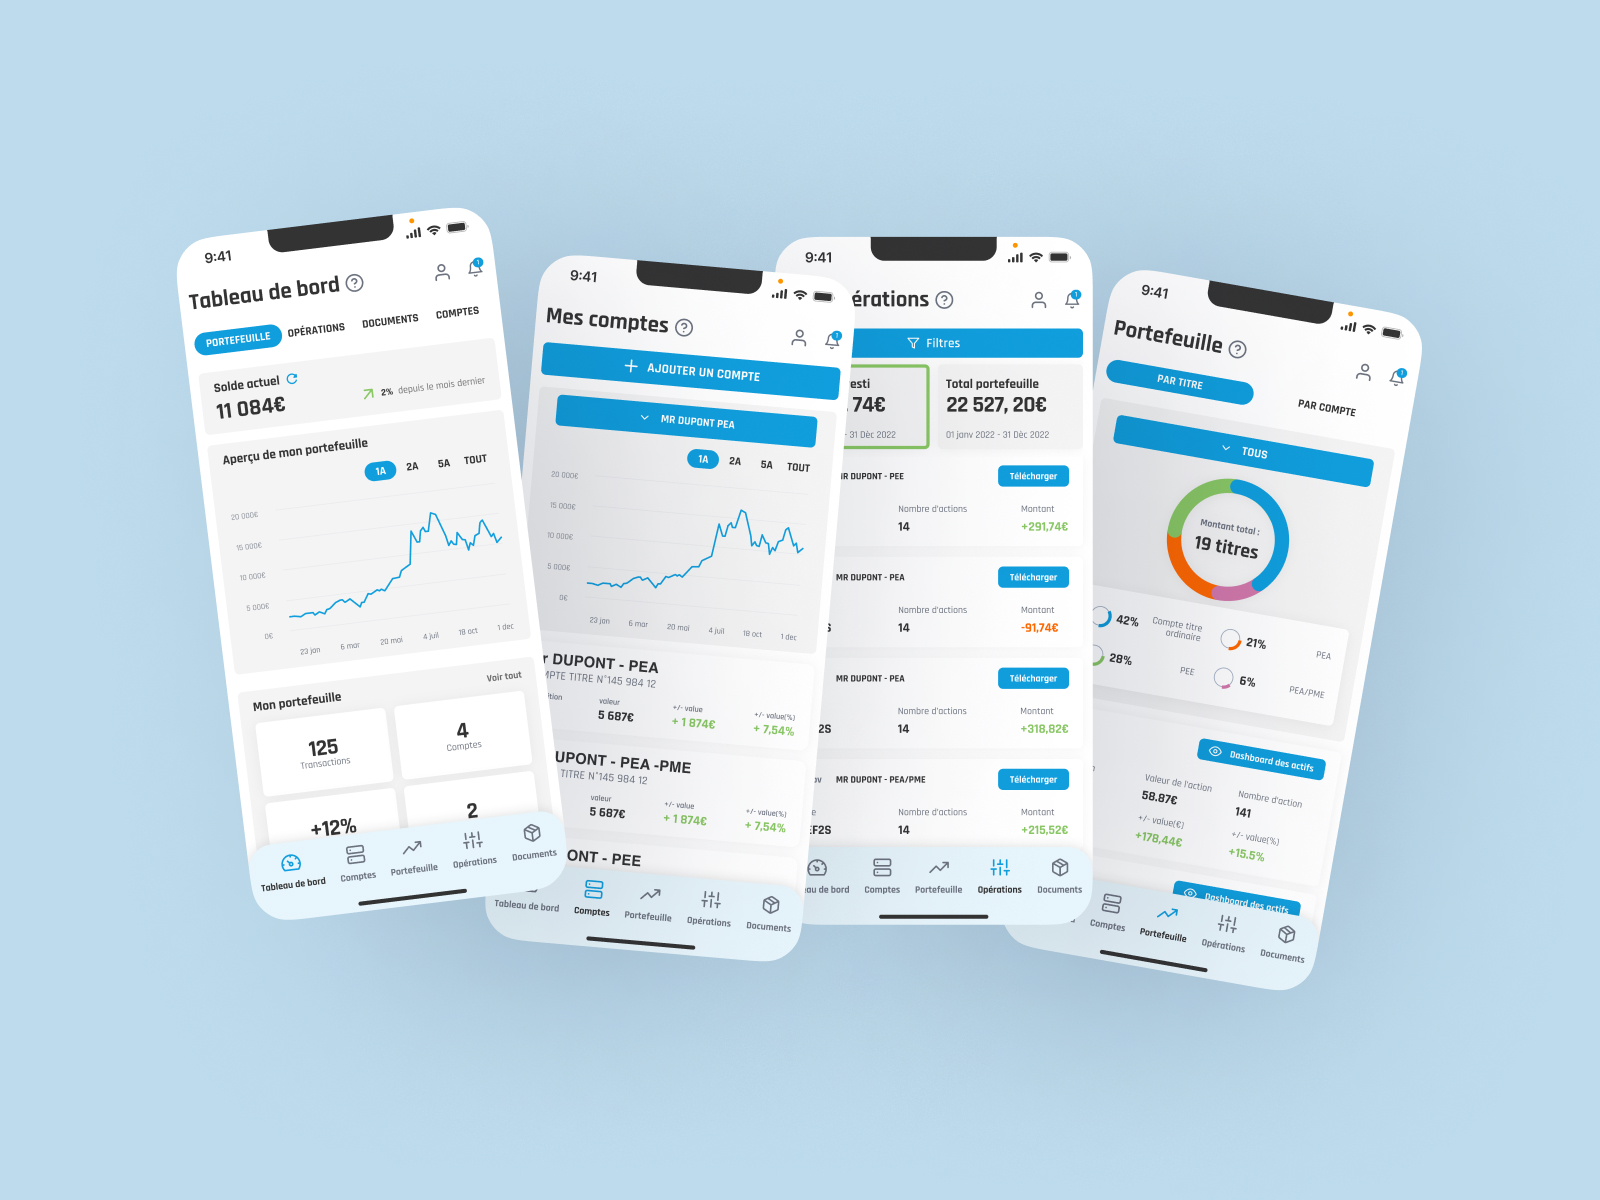 9:41
Tableau de bord
1
PORTEFEUILLE OPÉRATIONS DOCUMENTS COMPTES
Solde actuel
11 084€
2% depuis le mois dernier
Aperçu de mon portefeuille
1A 2A 5A TOUT
20 000€
15 000€
10 000€
5 000€
0€
23 jan 6 mar 20 mai 4 juil 18 oct 1 dec
Mon portefeuille
Voir tout
125
Transactions
4
Comptes
+12%
2
Tableau de bord Comptes Portefeuille Opérations Documents
9:41
Mes comptes
1
AJOUTER UN COMPTE
MR DUPONT PEA
1A 2A 5A TOUT
20 000€
15 000€
10 000€
5 000€
0€
23 jan 6 mar 20 mai 4 juil 18 oct 1 dec
DUPONT - PEA
TITRE N°145 984 12
valeur +/- value +/- value(%)
5 687€ + 1 874€ + 7,54%
UPONT - PEA -PME
TITRE N°145 984 12
valeur +/- value +/- value(%)
5 687€ + 1 874€ + 7,54%
ONT - PEE
Tableau de bord Comptes Portefeuille Opérations Documents
9:41
érations
1
Filtres
esti
74€
- 31 Dèc 2022
Total portefeuille
22 527, 20€
01 janv 2022 - 31 Dèc 2022
MR DUPONT - PEE
Télécharger
Nombre d'actions Montant
14 +291,74€
MR DUPONT - PEA
Télécharger
Nombre d'actions Montant
14 -91,74€
MR DUPONT - PEA
Télécharger
Nombre d'actions Montant
2S 14 +318,82€
av MR DUPONT - PEA/PME
Télécharger
e Nombre d'actions Montant
F2S 14 +215,52€
au de bord Comptes Portefeuille Opérations Documents
9:41
Portefeuille
1
PAR TITRE PAR COMPTE
TOUS
Montant total :
19 titres
42% Compte titre
ordinaire
21% PEA
28% PEE
6% PEA/PME
Dashboard des actifs
Valeur de l'action Nombre d'action
58.87€ 141
+/- value(€) +/- value(%)
+178,44€ +15.5%
Dashboard des actifs
Comptes Portefeuille Opérations Documents